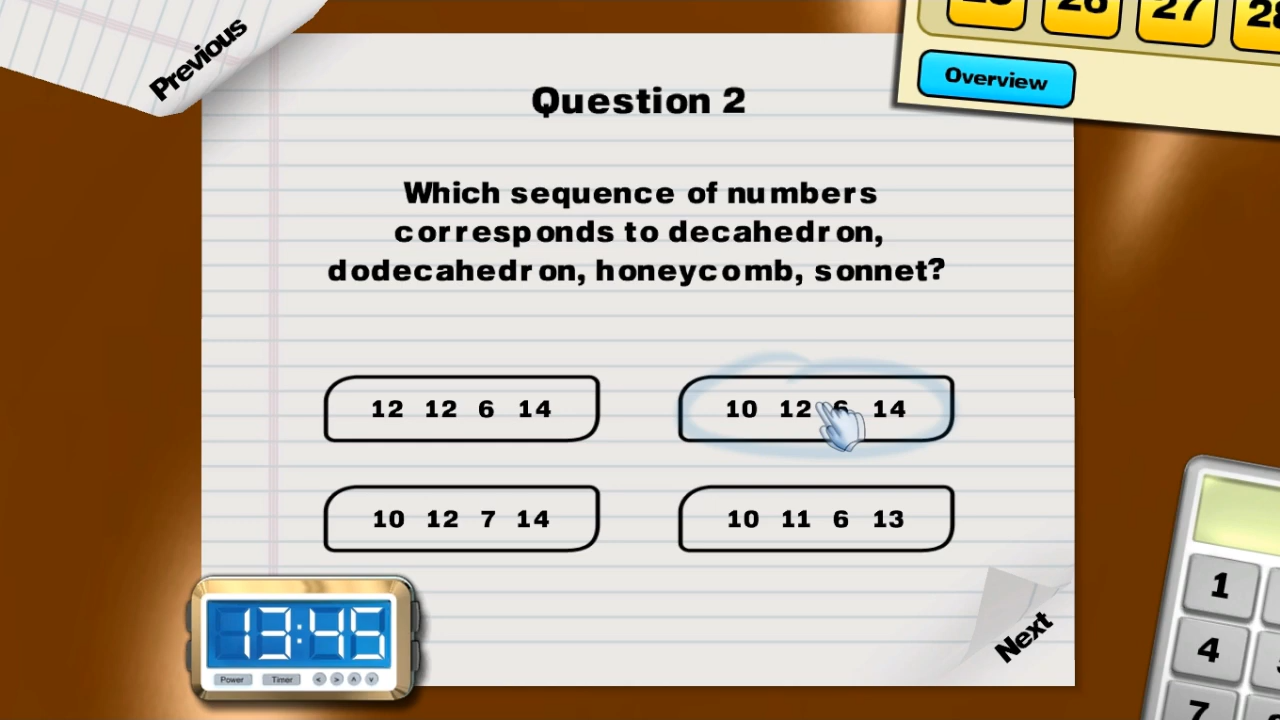 Previous
26 27 28
Overview
Question 2
Which sequence of numbers
corresponds to decahedron,
dodecahedron, honeycomb, sonnet?
12 12 6 14
10 12 6 14
10 12 7 14
10 11 6 13
13:45
Power Timer < > ∧ ∨
Next
1
4
7